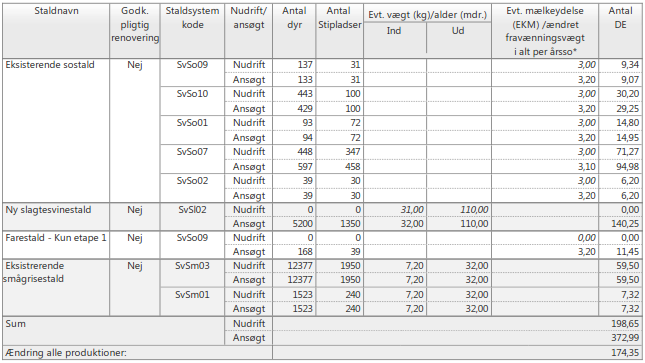 Staldnavn Godk. pligtig renovering Staldsystem kode Nudrift/ ansøgt Antal dyr Antal Stipladser Evt. vægt (kg)/alder (mdr.) Ind Ud Evt. mælkeydelse (EKM) /ændret fravænningsvægt i alt per årsso* Antal DE
Eksisterende sostald Nej SvSo09 Nudrift 137 31 3,00 9,34
Ansøgt 133 31 3,20 9,07
SvSo10 Nudrift 443 100 3,00 30,20
Ansøgt 429 100 3,20 29,25
SvSo01 Nudrift 93 72 3,00 14,80
Ansøgt 94 72 3,20 14,95
SvSo07 Nudrift 448 347 3,00 71,27
Ansøgt 597 458 3,10 94,98
SvSo02 Nudrift 39 30 3,00 6,20
Ansøgt 39 30 3,20 6,20
Ny slagtesvinestald Nej SvSl02 Nudrift 0 0 31,00 110,00 0,00
Ansøgt 5200 1350 32,00 110,00 140,25
Farestald - Kun etape 1 Nej SvSo09 Nudrift 0 0 0,00 0,00
Ansøgt 168 39 3,20 11,45
Eksistrerende smågrisestald Nej SvSm03 Nudrift 12377 1950 7,20 32,00 59,50
Ansøgt 12377 1950 7,20 32,00 59,50
SvSm01 Nudrift 1523 240 7,20 32,00 7,32
Ansøgt 1523 240 7,20 32,00 7,32
Sum Nudrift 198,65
Ansøgt 372,99
Ændring alle produktioner: 174,35